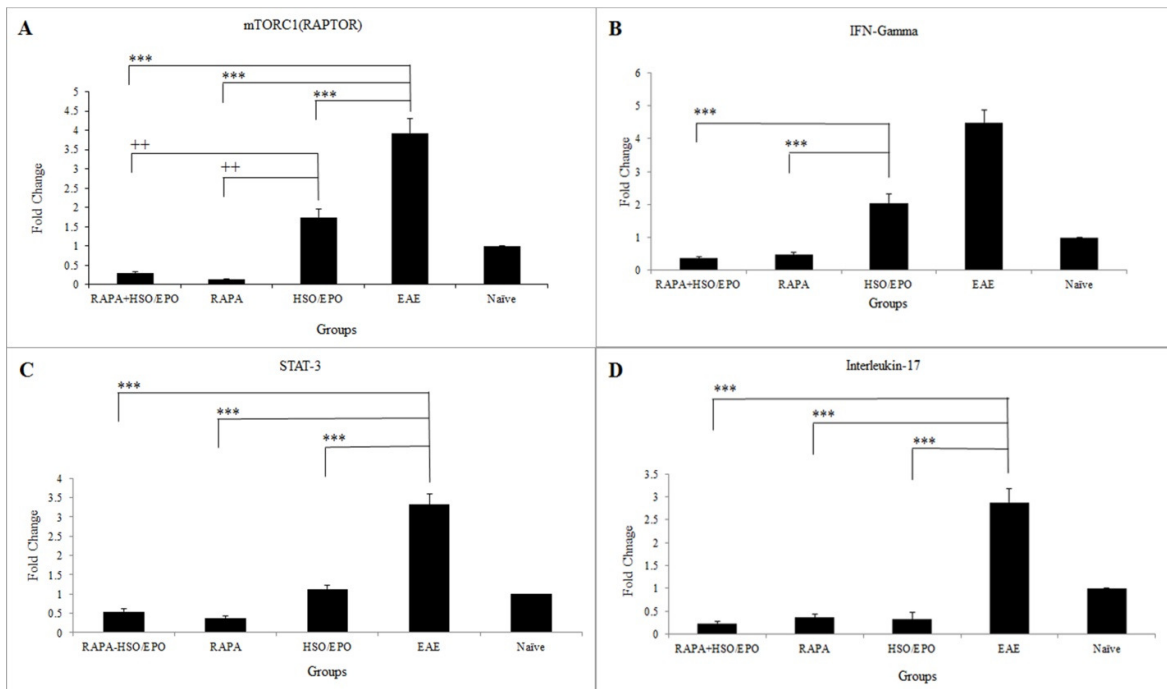 A
mTORC1(RAPTOR)
***
***
***
++
++
Fold Change
5
4.5
4
3.5
3
2.5
2
1.5
1
0.5
0
RAPA+HSO/EPO RAPA HSO/EPO EAE Naïve
Groups
B
IFN-Gamma
***
***
Fold Change
6
5
4
3
2
1
0
RAPA+HSO/EPO RAPA HSO/EPO EAE Naïve
Groups
C
STAT-3
***
***
***
Fold Change
4
3.5
3
2.5
2
1.5
1
0.5
0
RAPA-HSO/EPO RAPA HSO/EPO EAE Naïve
Groups
D
Interleukin-17
***
***
***
Fold Chnage
3.5
3
2.5
2
1.5
1
0.5
0
RAPA+HSO/EPO RAPA HSO/EPO EAE Naïve
Groups